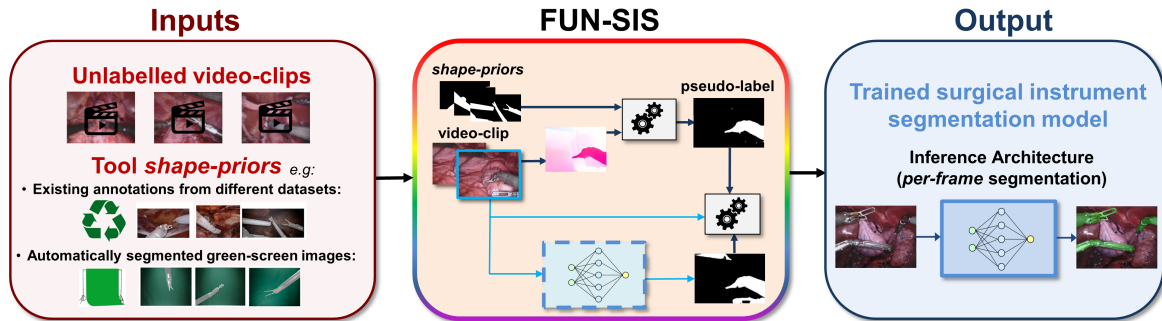 Inputs
Unlabelled video-clips
Tool shape-priors e.g:
• Existing annotations from different datasets:
• Automatically segmented green-screen images:
FUN-SIS
shape-priors
pseudo-label
video-clip
Output
Trained surgical instrument
segmentation model
Inference Architecture
(per-frame segmentation)